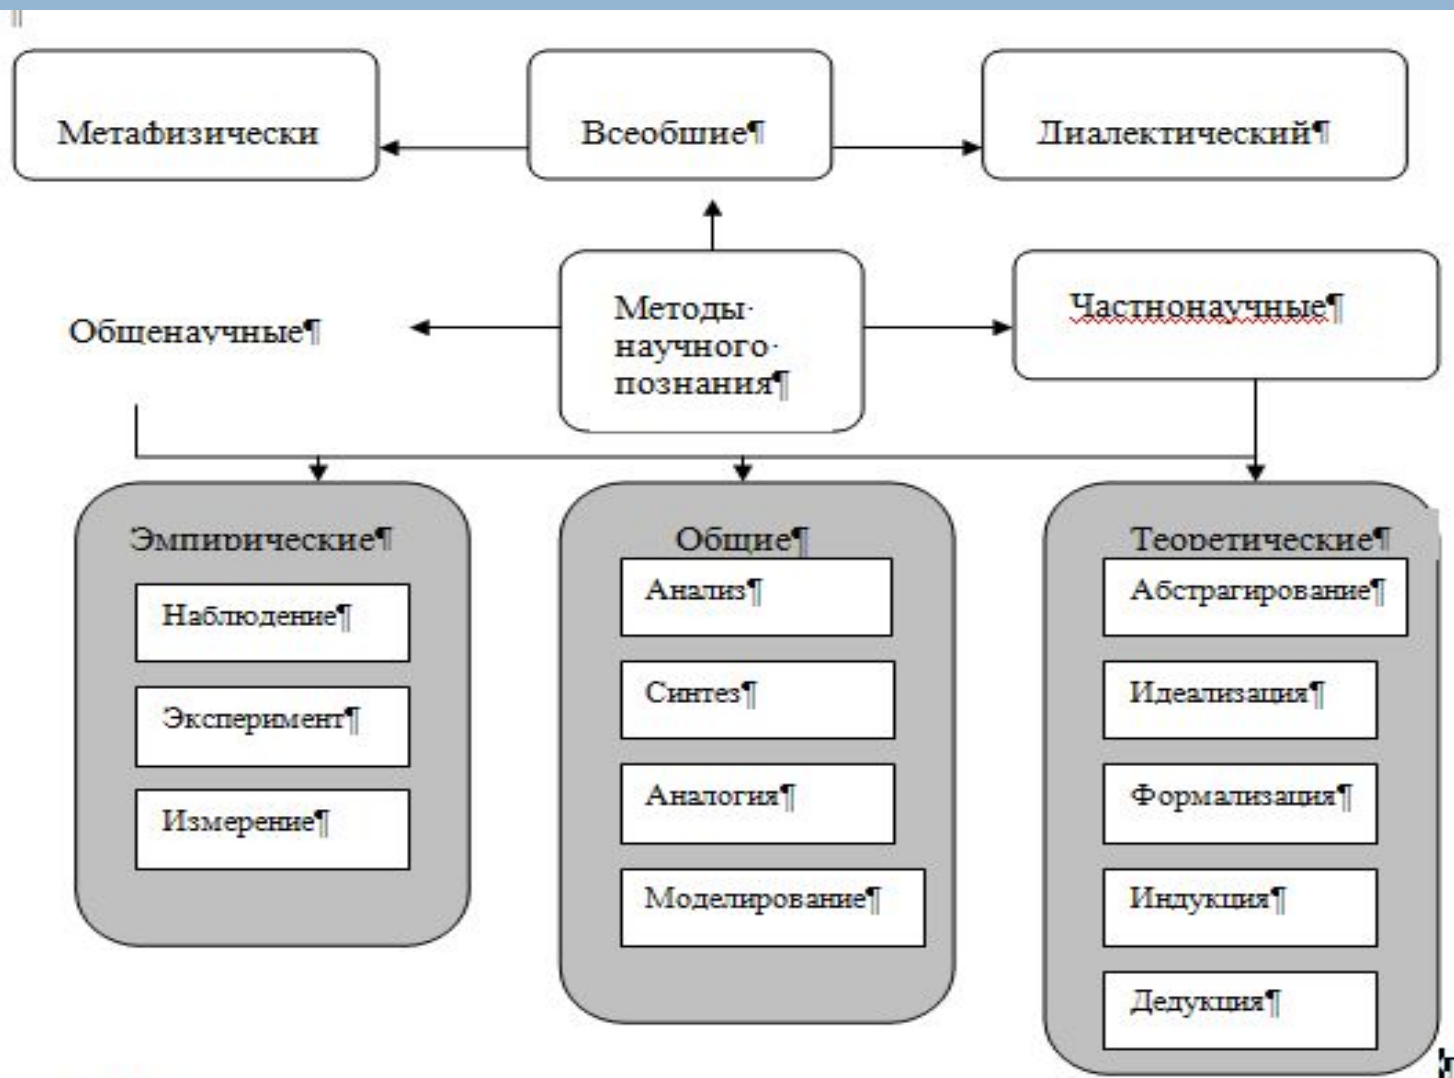 Метафизически
Всеобшие¶
Диалектический¶
Общенаучные¶
Методы·
научного·
познания¶
Частнонаучные¶
Эмпирические¶
Общие¶
Теоретические¶
Наблюдение¶
Эксперимент¶
Измерение¶
Анализ¶
Синтез¶
Аналогия¶
Моделирование¶
Абстрагирование¶
Идеализация¶
Формализация¶
Индукция¶
Дедукция¶